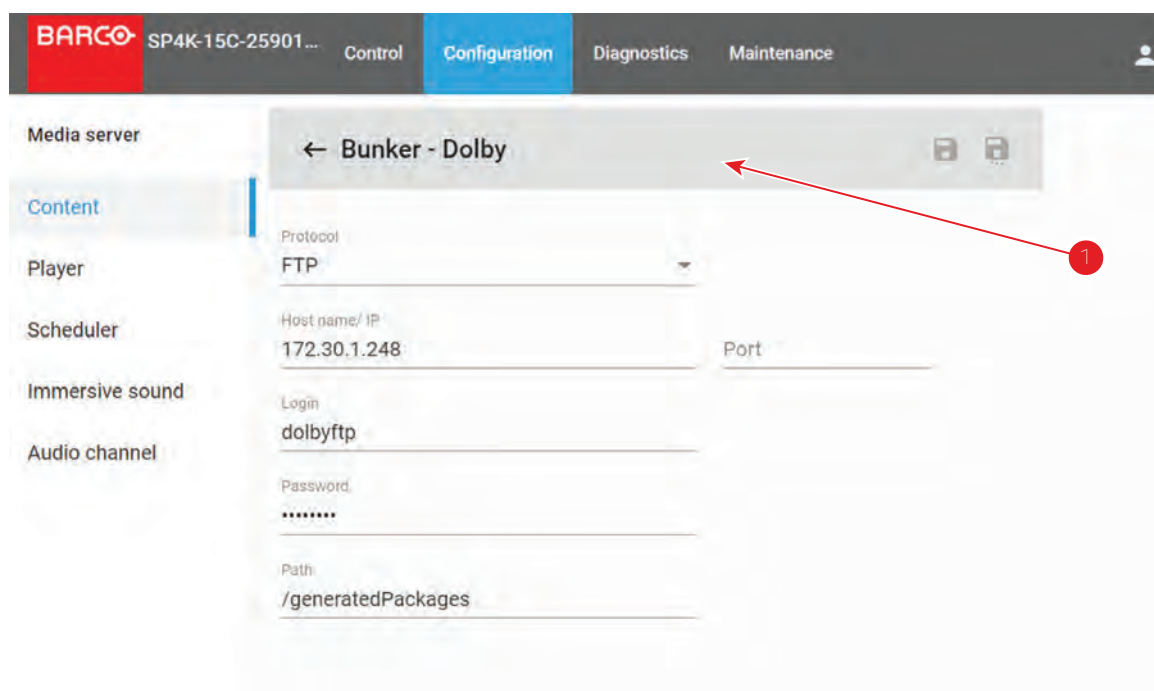 BARCO SP4K-15C-25901... Control Configuration Diagnostics Maintenance
Media server
← Bunker - Dolby
Content
Player
Scheduler
Immersive sound
Audio channel
Protocol
FTP
Host name/ IP
172.30.1.248
Port
Login
dolbyftp
Password
••••••••
Path
/generatedPackages
1